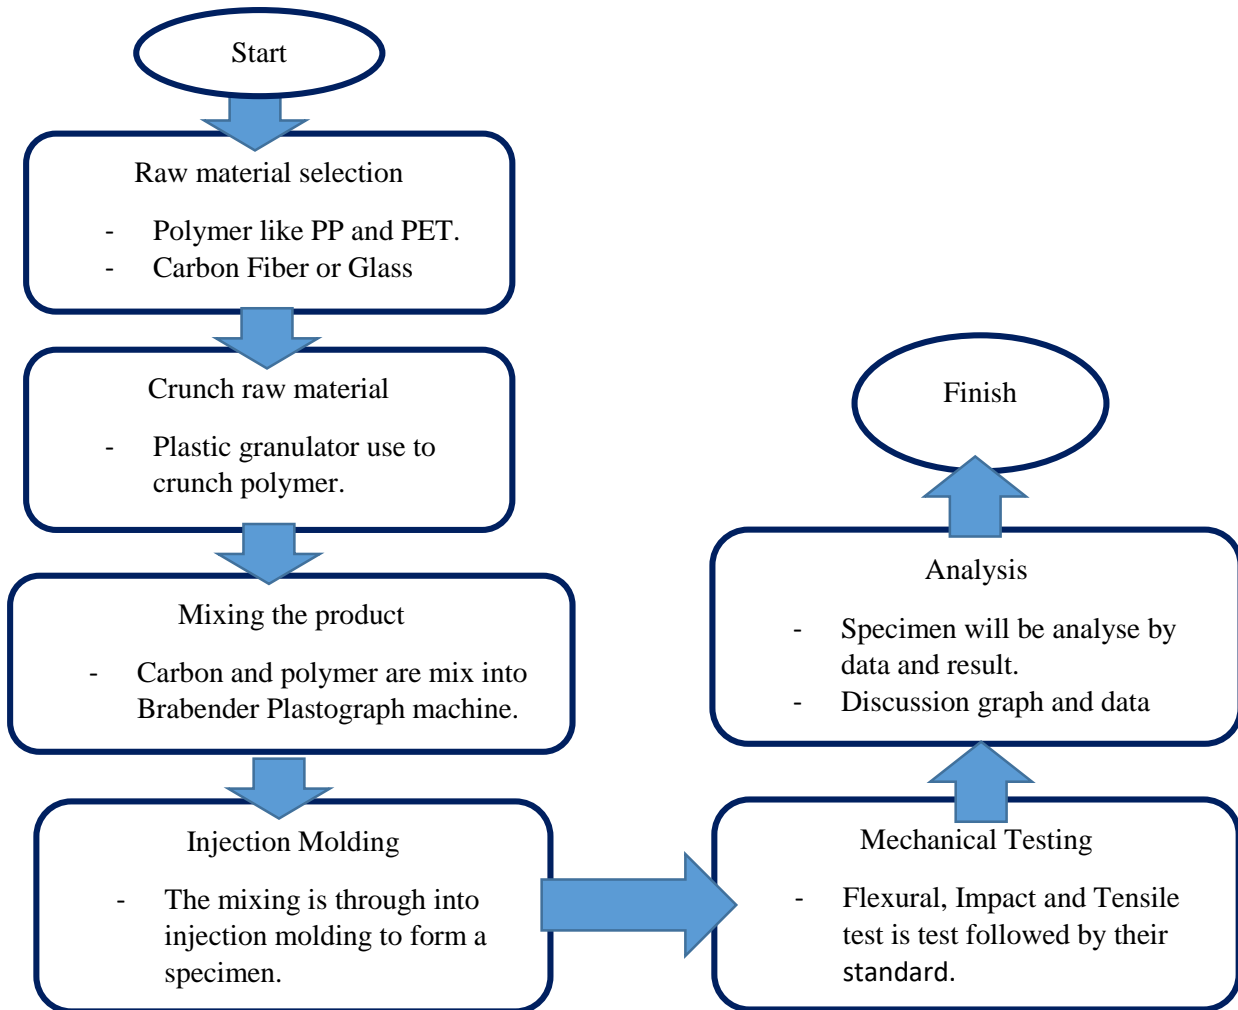 Start
Raw material selection
- Polymer like PP and PET.
- Carbon Fiber or Glass
Crunch raw material
- Plastic granulator use to
crunch polymer.
Mixing the product
- Carbon and polymer are mix into
Brabender Plastograph machine.
Injection Molding
- The mixing is through into
injection molding to form a
specimen.
Mechanical Testing
- Flexural, Impact and Tensile
test is test followed by their
standard.
Analysis
- Specimen will be analyse by
data and result.
- Discussion graph and data
Finish